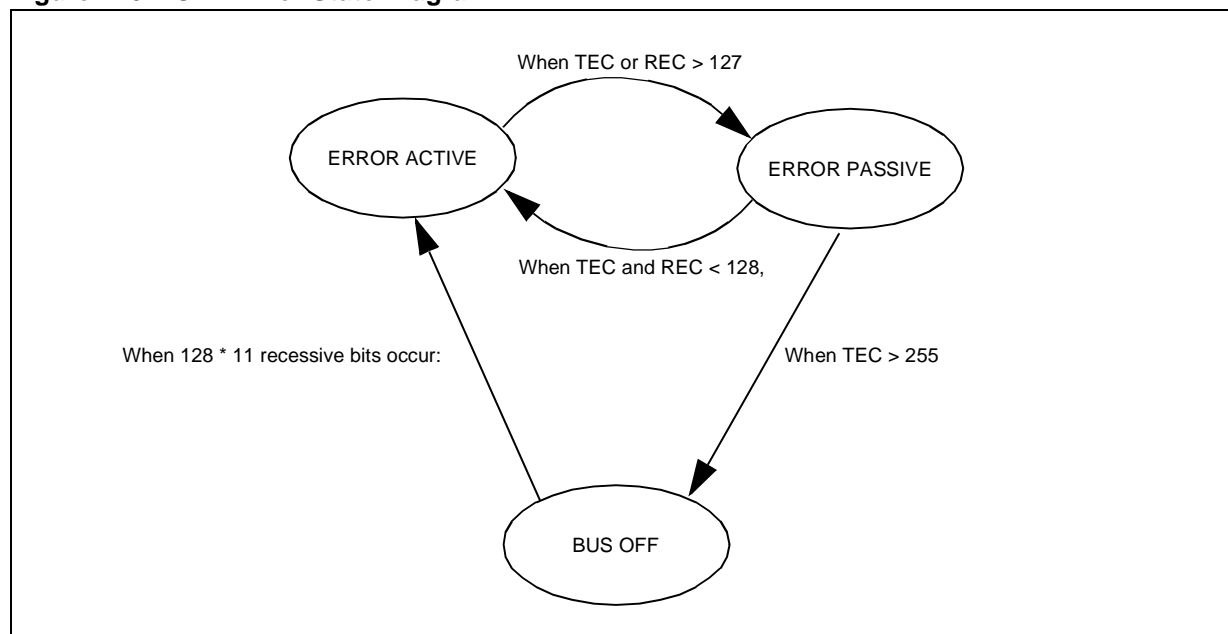 When TEC or REC > 127
ERROR ACTIVE
ERROR PASSIVE
When TEC and REC < 128,
When 128 * 11 recessive bits occur:
When TEC > 255
BUS OFF